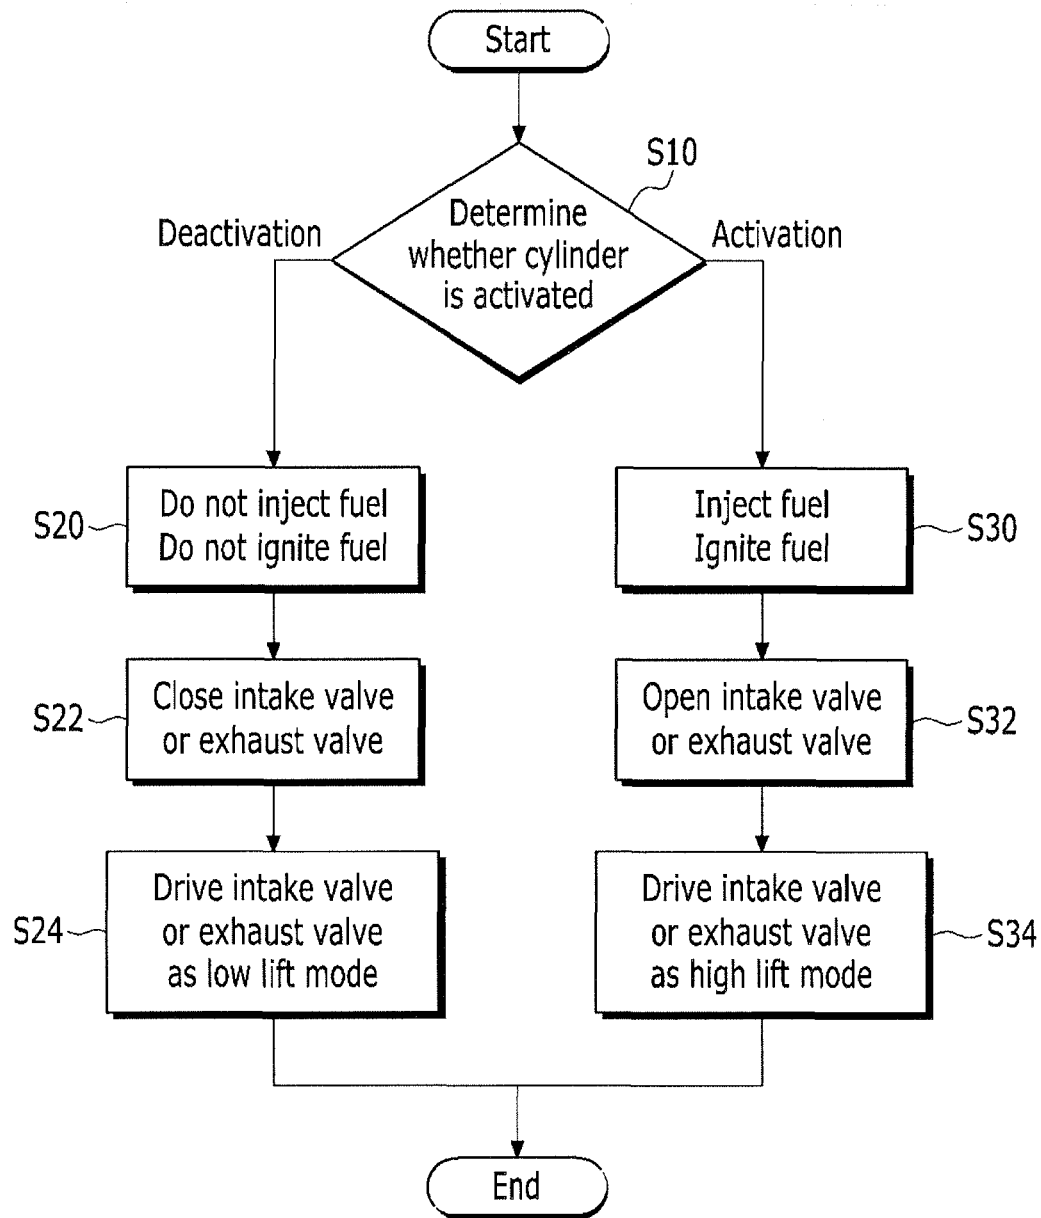 Start
S10
Determine
whether cylinder
is activated
Deactivation
Activation
S20
Do not inject fuel
Do not ignite fuel
Inject fuel
Ignite fuel
S30
S22
Close intake valve
or exhaust valve
Open intake valve
or exhaust valve
S32
S24
Drive intake valve
or exhaust valve
as low lift mode
Drive intake valve
or exhaust valve
as high lift mode
S34
End